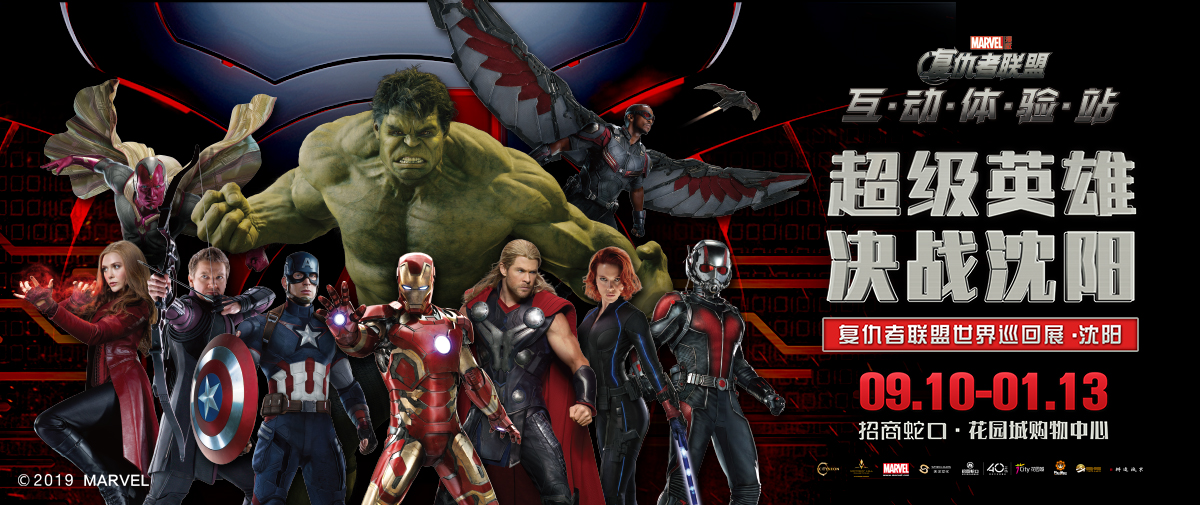 MARVEL
复仇者联盟
互·动·体·验·站
超级英雄
决战沈阳
复仇者联盟世界巡回展·沈阳
09.10-01.13
招商蛇口·花园城购物中心
MARVEL
©2019 MARVEL